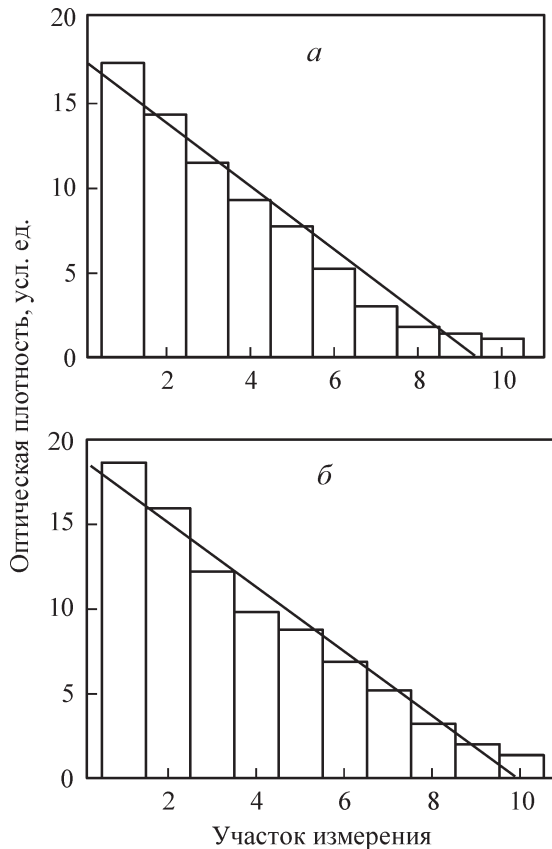 Оптическая плотность, усл. ед.
а
20
15
10
5
0
2 4 6 8 10
б
20
15
10
5
0
2 4 6 8 10
Участок измерения